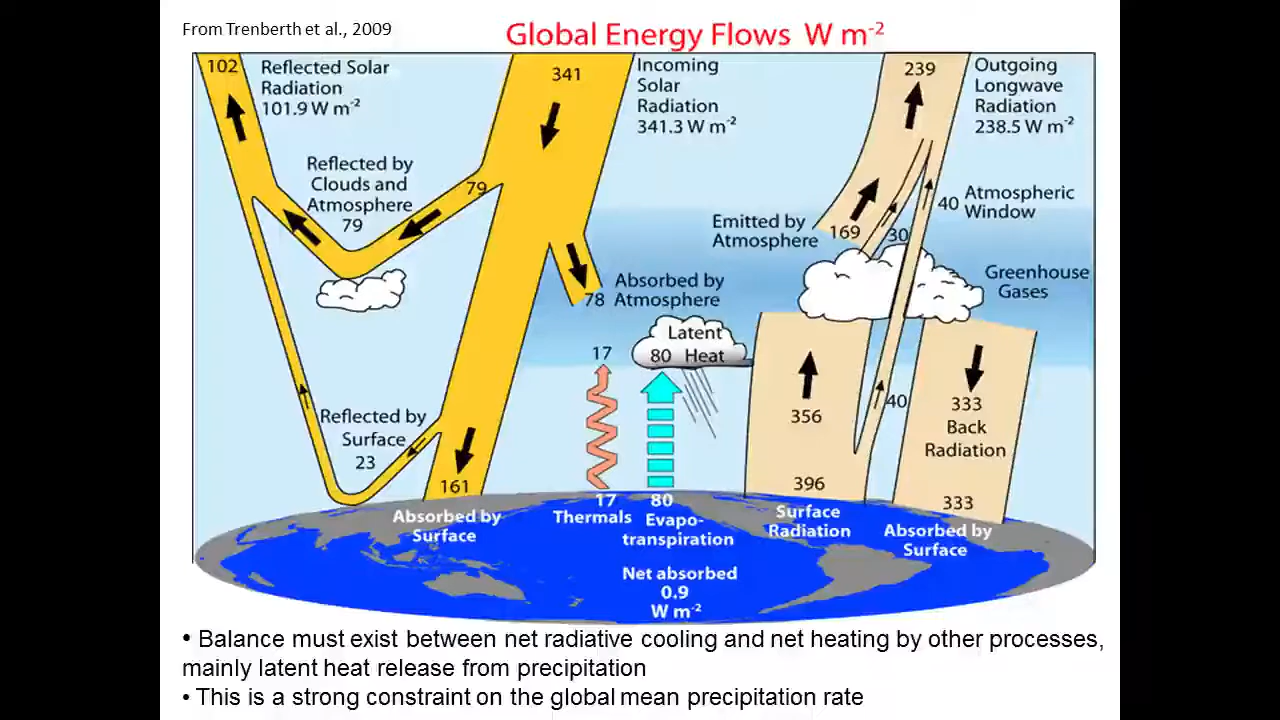 From Trenberth et al., 2009
Global Energy Flows W m-2
102
Reflected Solar
Radiation
101.9 W m-2
341
Incoming
Solar
Radiation
341.3 W m-2
239
Outgoing
Longwave
Radiation
238.5 W m-2
Reflected by
Clouds and
Atmosphere
79
79
Emitted by
Atmosphere
169
30
40
Atmospheric
Window
Greenhouse
Gases
78
Absorbed by
Atmosphere
17
Latent
80 Heat
356
40
333
Back
Radiation
Reflected by
Surface
23
161
Absorbed by
Surface
17
Thermals
80
Evapo-
transpiration
396
Surface
Radiation
333
Absorbed by
Surface
Net absorbed
0.9
W m-2
• Balance must exist between net radiative cooling and net heating by other processes,
mainly latent heat release from precipitation
• This is a strong constraint on the global mean precipitation rate